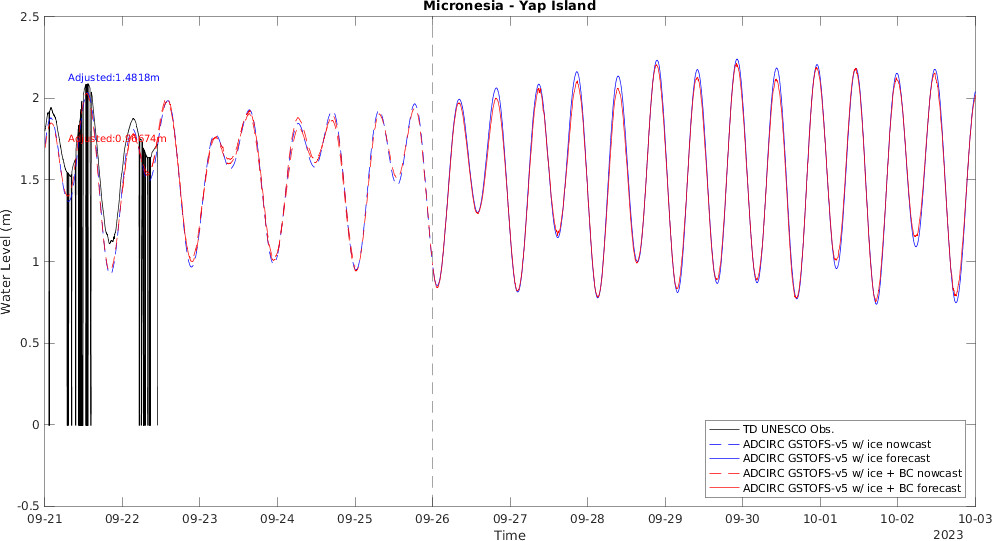 Micronesia - Yap Island
2.5
2
1.5
1
0.5
0
-0.5
Water Level (m)
Adjusted:1.4818m
TD UNESCO Obs.
ADCIRC GSTOFS-v5 w/ ice nowcast
ADCIRC GSTOFS-v5 w/ ice forecast
ADCIRC GSTOFS-v5 w/ ice + BC nowcast
ADCIRC GSTOFS-v5 w/ ice + BC forecast
09-21 09-22 09-23 09-24 09-25 09-26 09-27 09-28 09-29 09-30 10-01 10-02 10-03
Time
2023